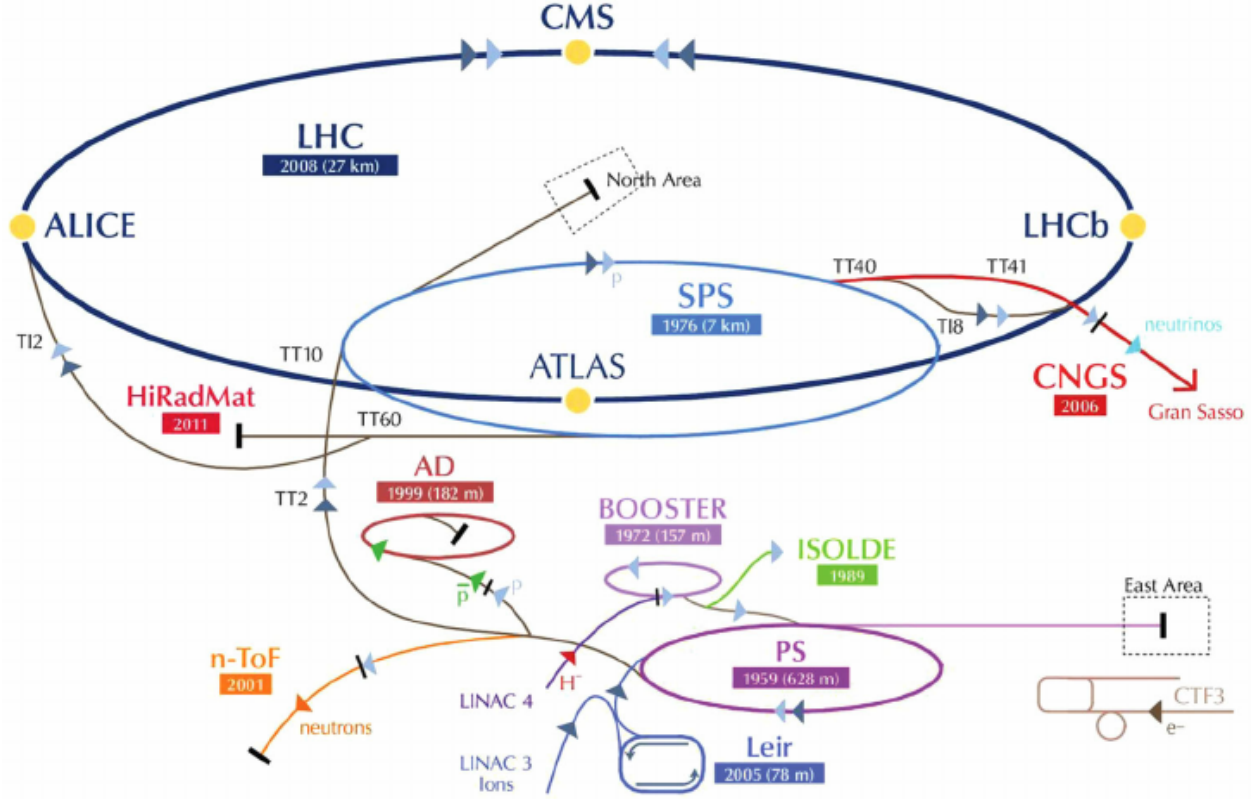 CMS
LHC
2008 (27 km)
North Area
ALICE
LHCb
TT40
TT41
p
SPS
1976 (7 km)
TI8
neutrinos
TI2
TT10
ATLAS
CNGS
2006
HiRadMat
2011
Gran Sasso
TT60
AD
1999 (182 m)
TT2
BOOSTER
1972 (157 m)
ISOLDE
1989
p̅
p
East Area
n-ToF
2001
PS
1959 (628 m)
H⁻
LINAC 4
CTF3
neutrons
e–
Leir
2005 (78 m)
LINAC 3
Ions